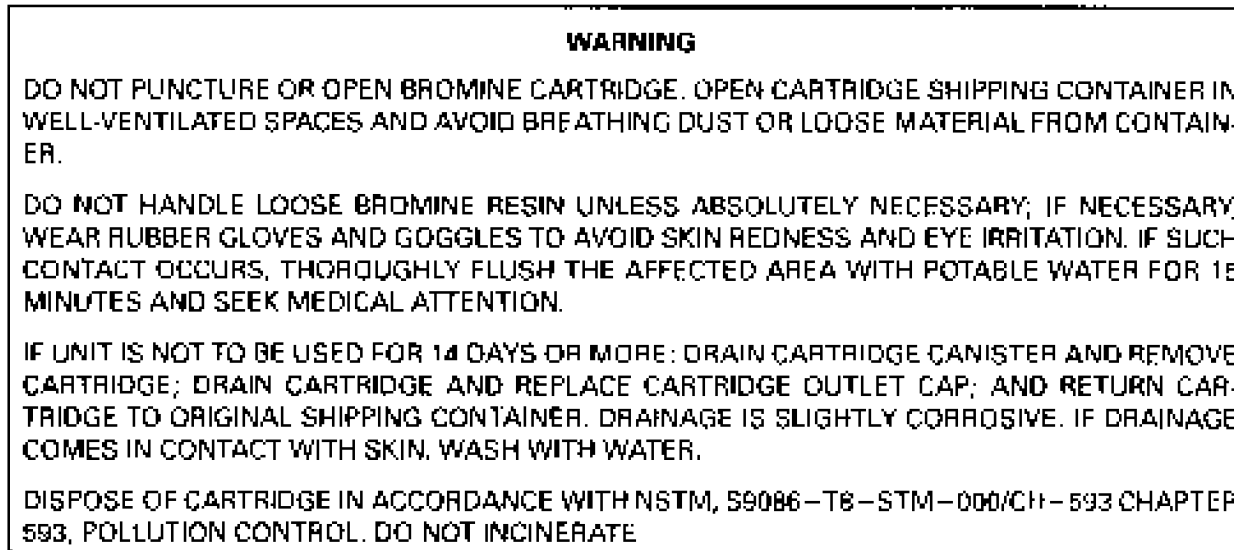 WARNING
DO NOT PUNCTURE OR OPEN BROMINE CARTRIDGE. OPEN CARTRIDGE SHIPPING CONTAINER IN
WELL-VENTILATED SPACES AND AVOID BREATHING DUST OR LOOSE MATERIAL FROM CONTAIN-
ER.
DO NOT HANDLE LOOSE BROMINE RESIN UNLESS ABSOLUTELY NECESSARY; IF NECESSARY,
WEAR RUBBER GLOVES AND GOGGLES TO AVOID SKIN REDNESS AND EYE IRRITATION. IF SUCH
CONTACT OCCURS, THOROUGHLY FLUSH THE AFFECTED AREA WITH POTABLE WATER FOR 15
MINUTES AND SEEK MEDICAL ATTENTION.
IF UNIT IS NOT TO BE USED FOR 14 DAYS OR MORE: DRAIN CARTRIDGE CANISTER AND REMOVE
CARTRIDGE; DRAIN CARTRIDGE AND REPLACE CARTRIDGE OUTLET CAP; AND RETURN CAR-
TRIDGE TO ORIGINAL SHIPPING CONTAINER. DRAINAGE IS SLIGHTLY CORROSIVE. IF DRAINAGE
COMES IN CONTACT WITH SKIN, WASH WITH WATER.
DISPOSE OF CARTRIDGE IN ACCORDANCE WITH NSTM, S9086-T8-STM-000/CH-593 CHAPTER
593, POLLUTION CONTROL. DO NOT INCINERATE